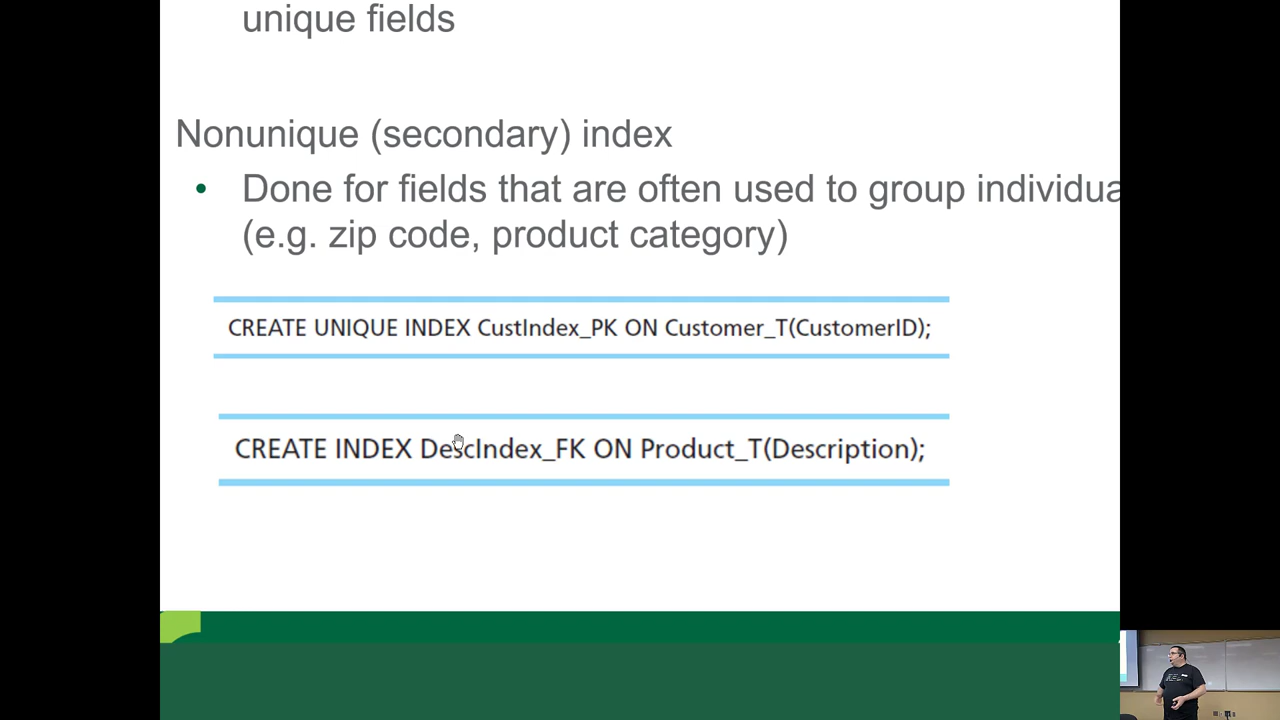 unique fields
Nonunique (secondary) index
• Done for fields that are often used to group individua
(e.g. zip code, product category)
CREATE UNIQUE INDEX CustIndex_PK ON Customer_T(CustomerID);
CREATE INDEX DescIndex_FK ON Product_T(Description);